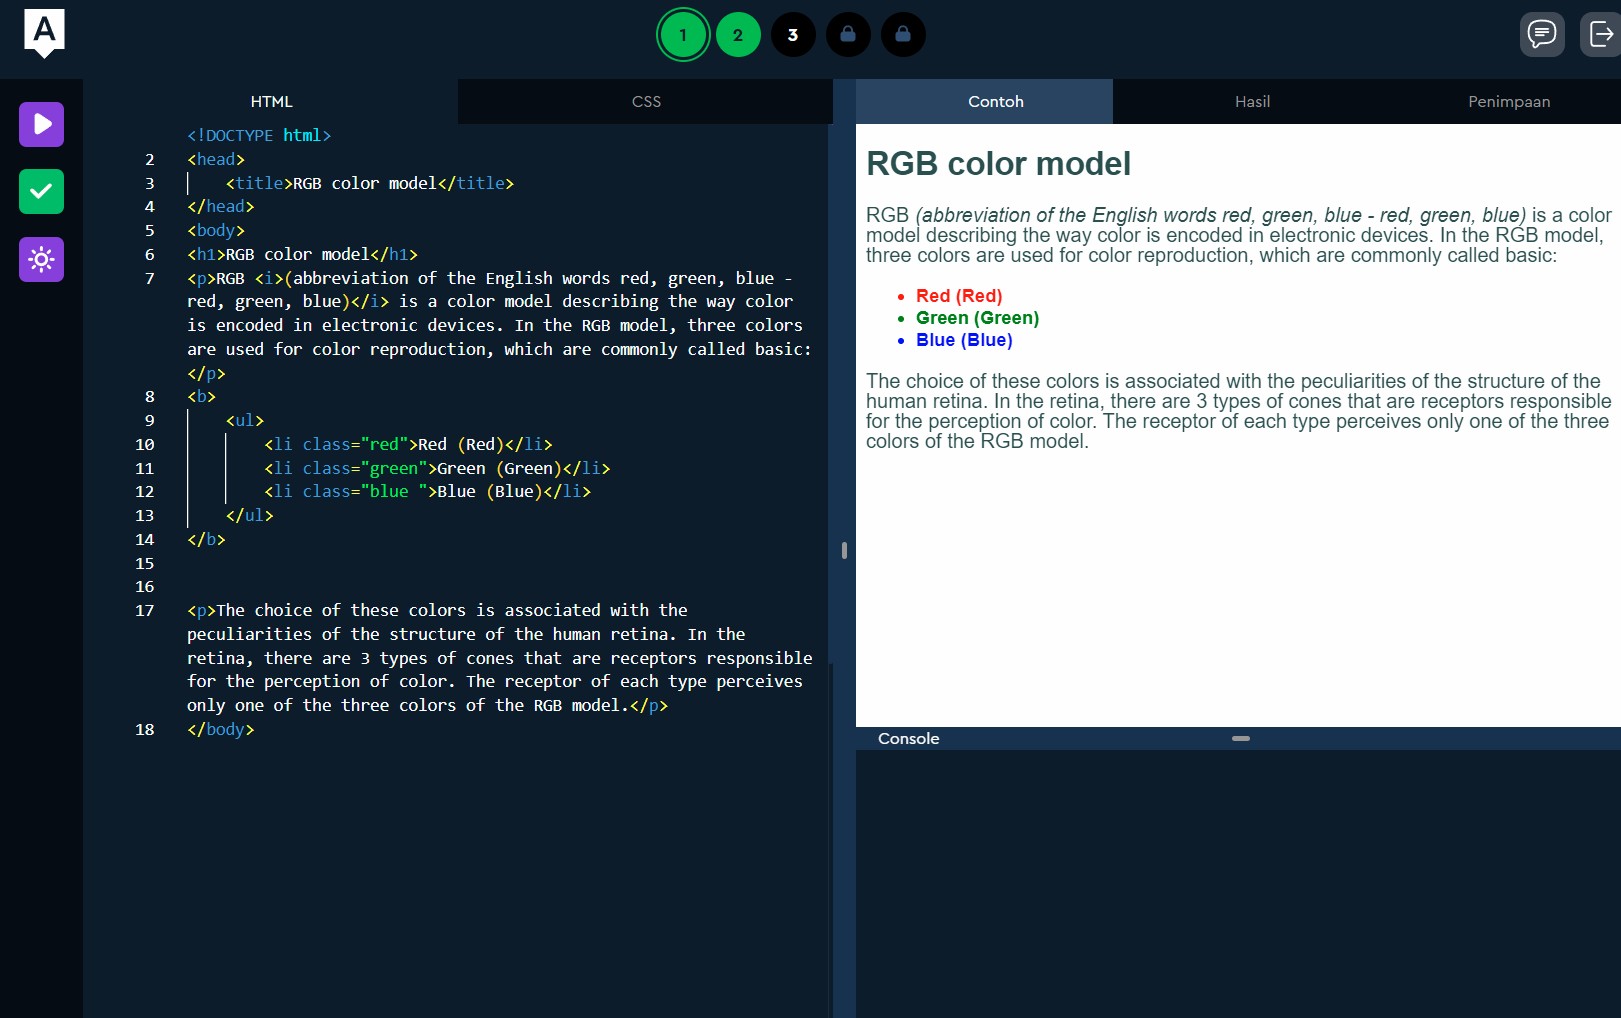 A
1 2 3
HTML CSS
Contoh Hasil Penimpaan
<!DOCTYPE html>
2 <head>
3 <title>RGB color model</title>
4 </head>
5 <body>
6 <h1>RGB color model</h1>
7 <p>RGB <i>(abbreviation of the English words red, green, blue -
red, green, blue)</i> is a color model describing the way color
is encoded in electronic devices. In the RGB model, three colors
are used for color reproduction, which are commonly called basic:
</p>
8 <b>
9 <ul>
10 <li class="red">Red (Red)</li>
11 <li class="green">Green (Green)</li>
12 <li class="blue ">Blue (Blue)</li>
13 </ul>
14 </b>
15
16
17 <p>The choice of these colors is associated with the
peculiarities of the structure of the human retina. In the
retina, there are 3 types of cones that are receptors responsible
for the perception of color. The receptor of each type perceives
only one of the three colors of the RGB model.</p>
18 </body>
RGB color model
RGB (abbreviation of the English words red, green, blue - red, green, blue) is a color
model describing the way color is encoded in electronic devices. In the RGB model,
three colors are used for color reproduction, which are commonly called basic:
• Red (Red)
• Green (Green)
• Blue (Blue)
The choice of these colors is associated with the peculiarities of the structure of the
human retina. In the retina, there are 3 types of cones that are receptors responsible
for the perception of color. The receptor of each type perceives only one of the three
colors of the RGB model.
Console